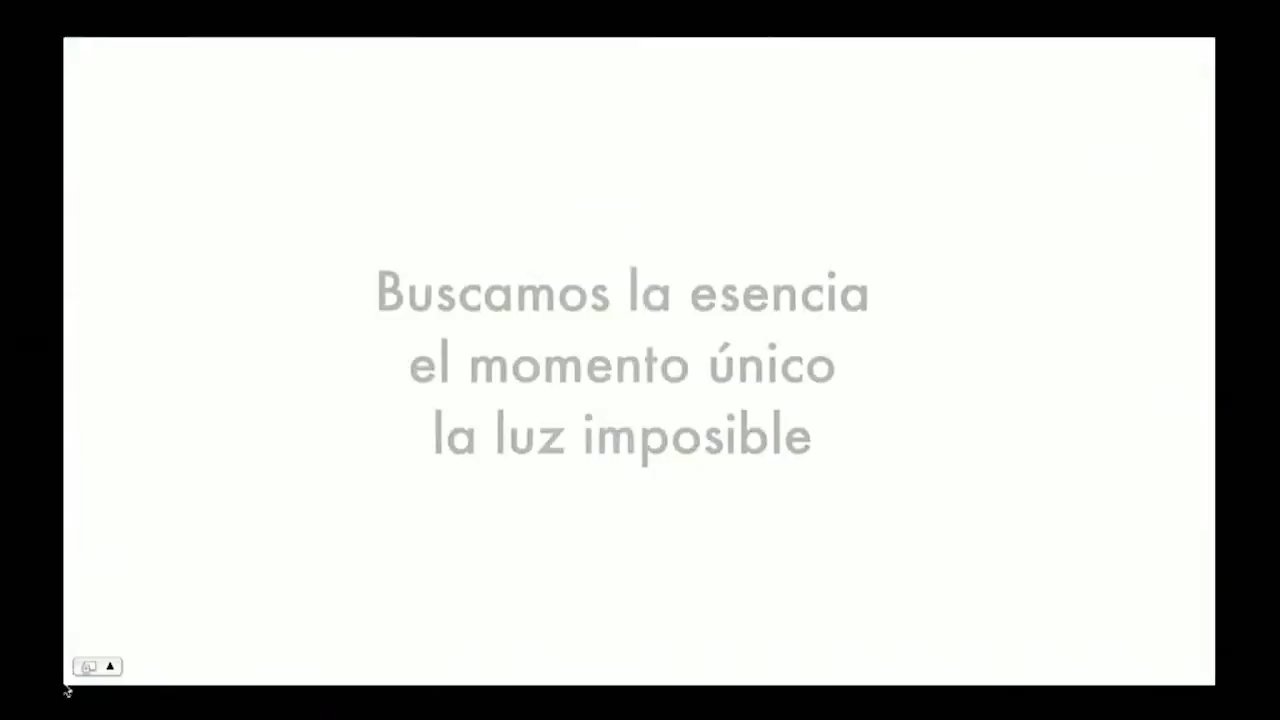 Buscamos la esencia
el momento único
la luz imposible